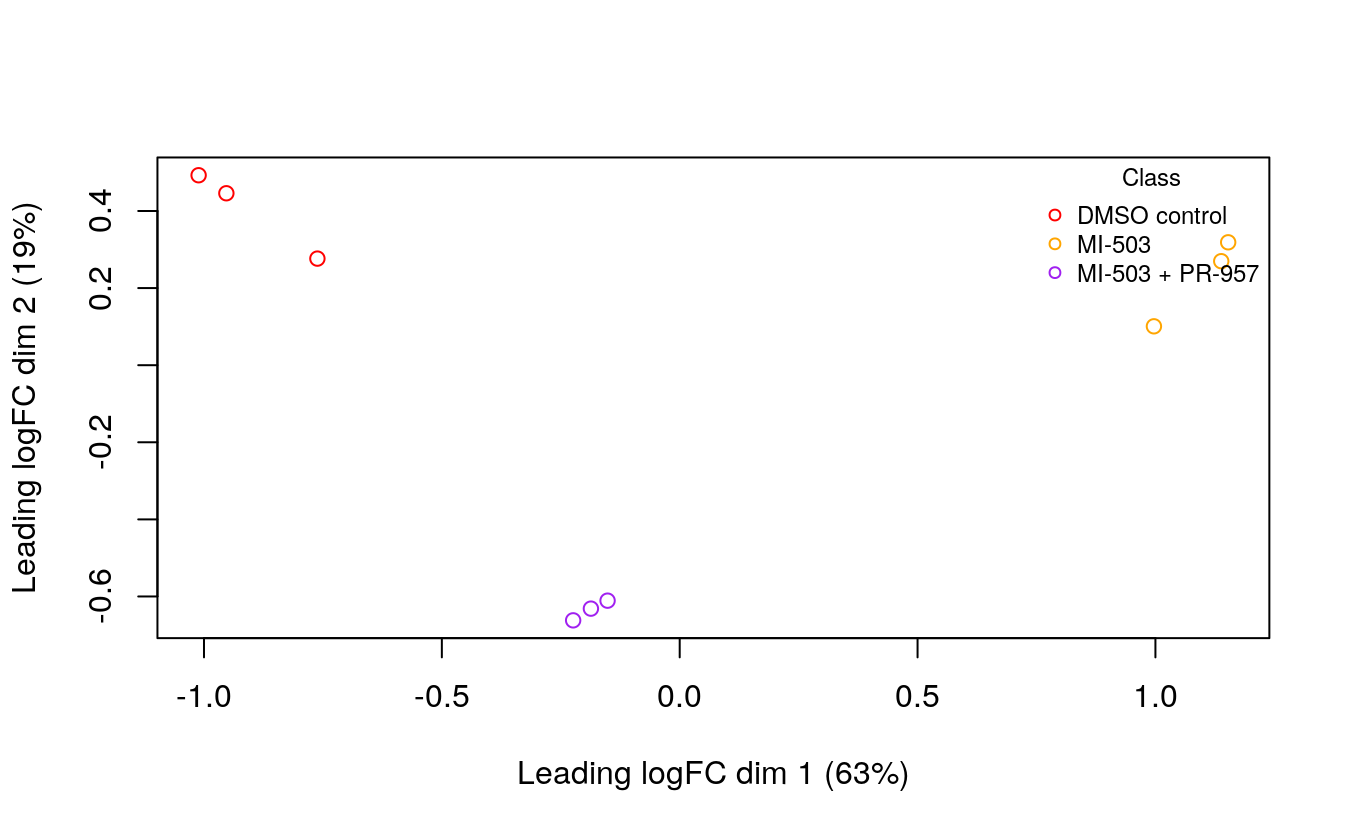 Class
DMSO control
MI-503
MI-503 + PR-957
Leading logFC dim 2 (19%)
0.4
0.2
-0.2
-0.6
-1.0 -0.5 0.0 0.5 1.0
Leading logFC dim 1 (63%)